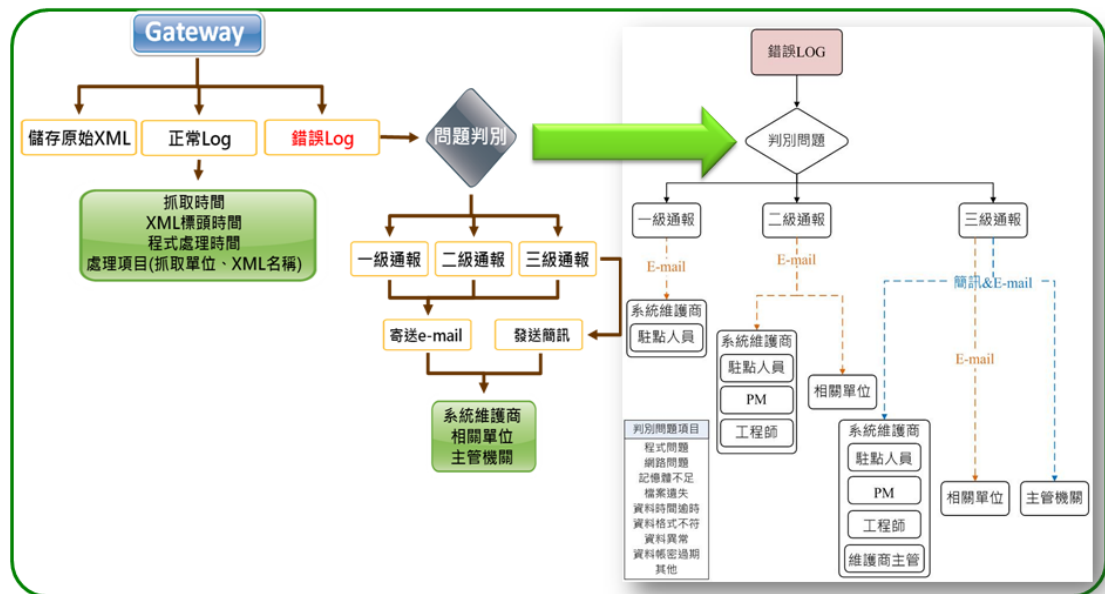 Gateway
儲存原始XML
正常Log
錯誤Log
問題判別
抓取時間
XML標頭時間
程式處理時間
處理項目(抓取單位、XML名稱)
一級通報
二級通報
三級通報
寄送e-mail
發送簡訊
系統維護商
相關單位
主管機關
錯誤LOG
判別問題
一級通報
二級通報
三級通報
E-mail
E-mail
簡訊&E-mail
系統維護商
駐點人員
系統維護商
駐點人員
PM
工程師
相關單位
E-mail
系統維護商
駐點人員
PM
工程師
維護商主管
相關單位
主管機關
判別問題項目
程式問題
網路問題
記憶體不足
檔案遺失
資料時間逾時
資料格式不符
資料異常
資料帳密過期
其他